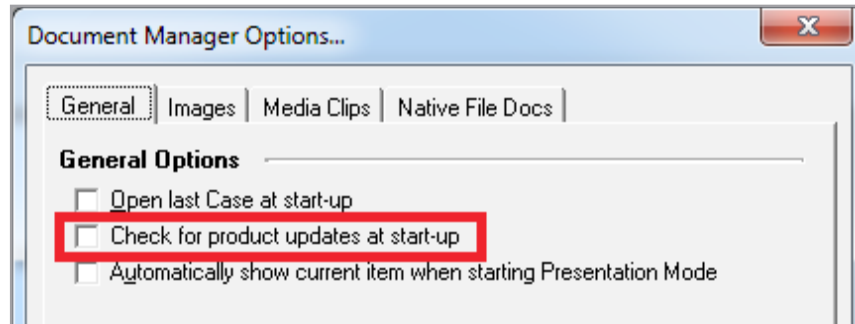 Document Manager Options...
General Images Media Clips Native File Docs
General Options
Open last Case at start-up
Check for product updates at start-up
Automatically show current item when starting Presentation Mode